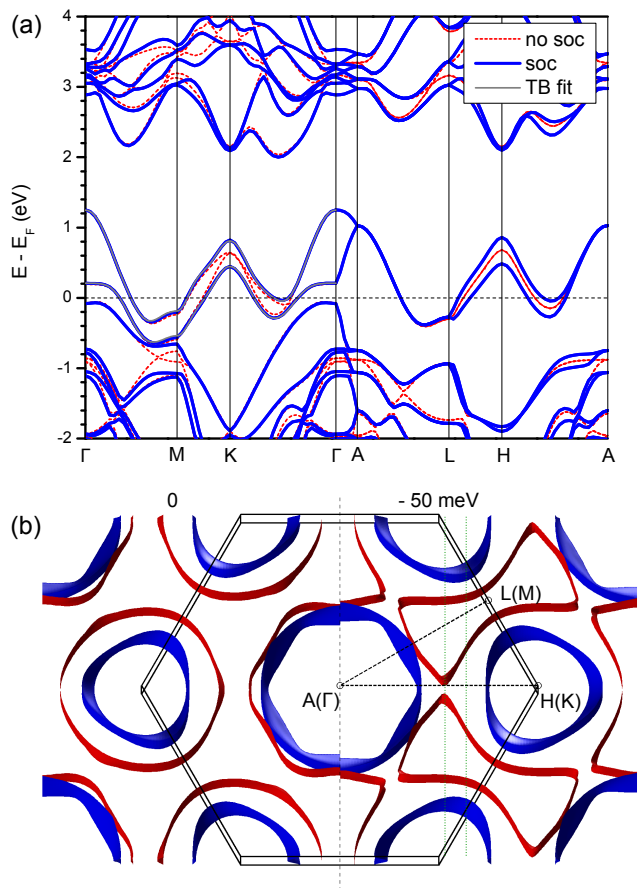 (a)
no soc
soc
TB fit
4
3
2
1
0
-1
-2
E - E_F (eV)
Γ M K Γ A L H A
0 - 50 meV
(b)
L(M)
A(Γ) H(K)